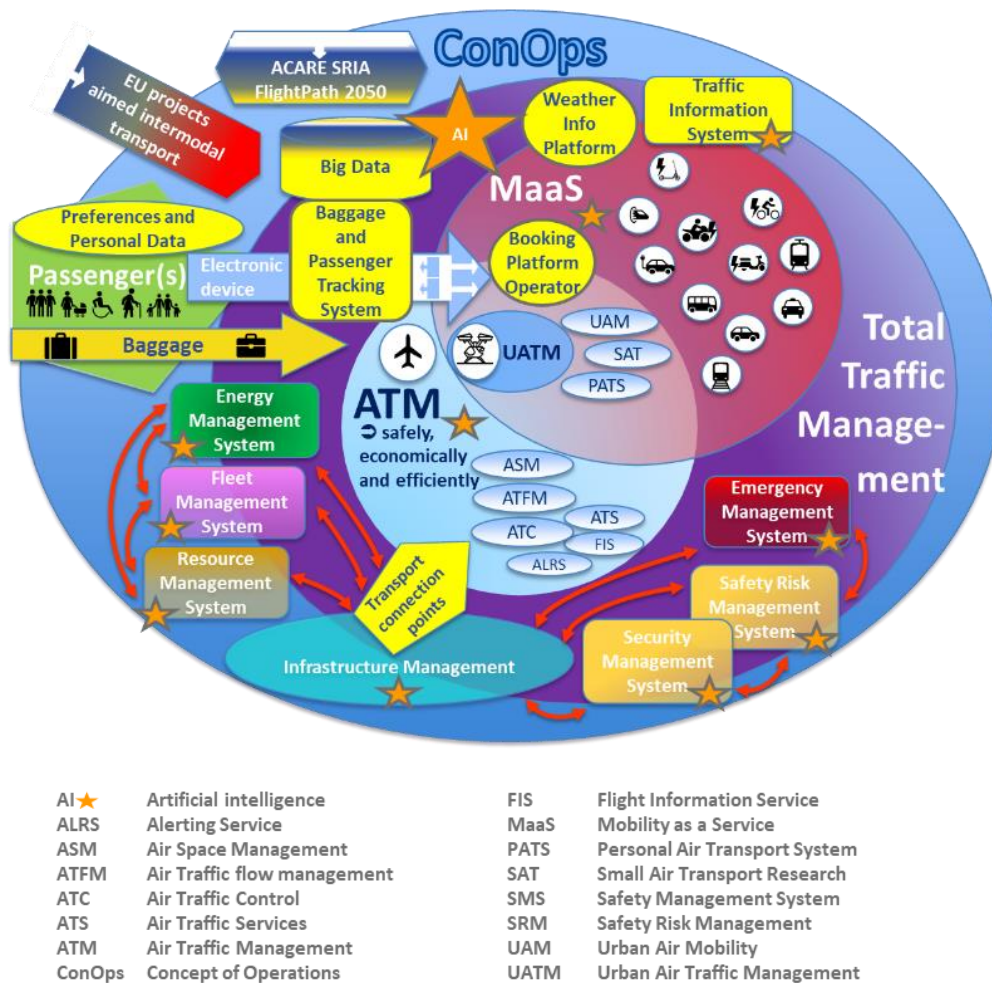 ConOps
ACARE SRIA
FlightPath 2050
EU projects
aimed intermodal
transport
AI
Weather
Info
Platform
Traffic
Information
System
Big Data
MaaS
Preferences and
Personal Data
Passenger(s)
Electronic
device
Baggage
and
Passenger
Tracking
System
Booking
Platform
Operator
Baggage
UATM
UAM
SAT
PATS
Total
Traffic
Manage-
ment
ATM
➲ safely,
economically
and efficiently
Energy
Management
System
Fleet
Management
System
Resource
Management
System
ASM
ATFM
ATC
ATS
FIS
ALRS
Transport
connection
points
Infrastructure Management
Emergency
Management
System
Safety Risk
Management
System
Security
Management
System
AI Artificial intelligence
ALRS Alerting Service
ASM Air Space Management
ATFM Air Traffic flow management
ATC Air Traffic Control
ATS Air Traffic Services
ATM Air Traffic Management
ConOps Concept of Operations
FIS Flight Information Service
MaaS Mobility as a Service
PATS Personal Air Transport System
SAT Small Air Transport Research
SMS Safety Management System
SRM Safety Risk Management
UAM Urban Air Mobility
UATM Urban Air Traffic Management